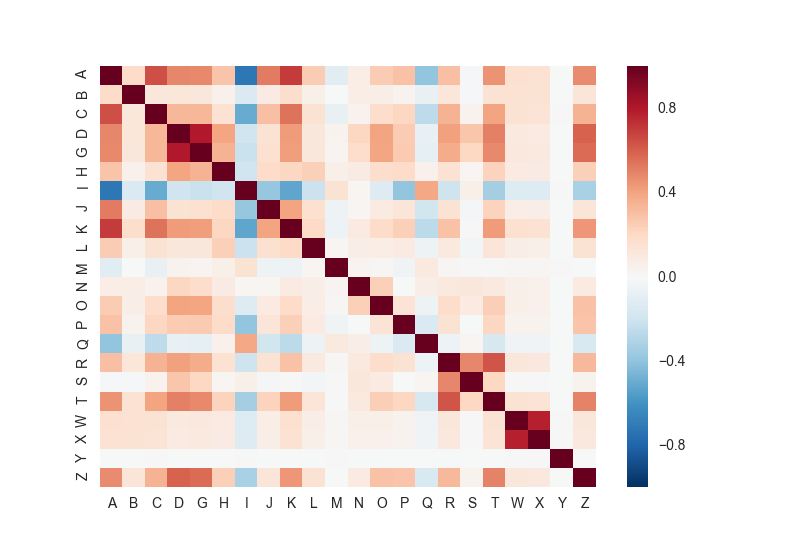 A
B
C
D
G
H
I
J
K
L
M
N
O
P
Q
R
S
T
W
X
Y
Z
A B C D G H I J K L M N O P Q R S T W X Y Z
0.8
0.4
0.0
−0.4
−0.8